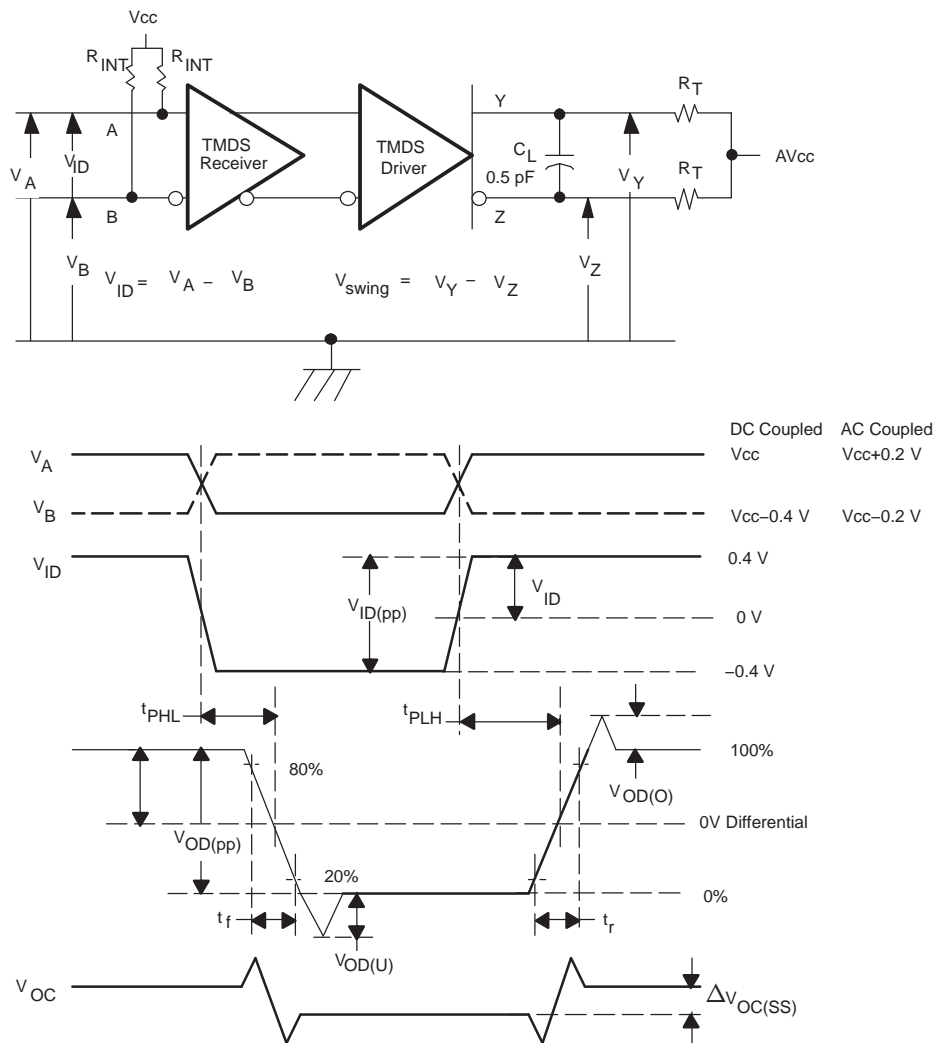 Vcc
RINT RINT
A
TMDS
Receiver
TMDS
Driver
Y
CL
0.5 pF
RT
AVcc
RT
VA
VID
B
Z
VY
VB
VZ
VID = VA − VB
Vswing = VY − VZ
DC Coupled AC Coupled
VA
Vcc Vcc+0.2 V
VB
Vcc−0.4 V Vcc−0.2 V
VID
0.4 V
VID(pp)
VID
0 V
−0.4 V
tPHL
tPLH
80%
100%
VOD(O)
0V Differential
VOD(pp)
20%
0%
tf
tr
VOD(U)
VOC
ΔVOC(SS)